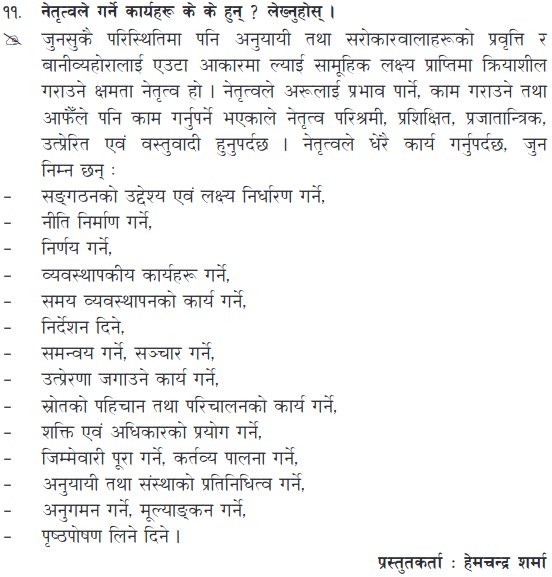 ११. नेतृत्वले गर्ने कार्यहरू के के हुन् ? लेख्नुहोस् ।
जुनसुकै परिस्थितिमा पनि अनुयायी तथा सरोकारवालाहरूको प्रवृत्ति र
बानीव्यहोरालाई एउटा आकारमा ल्याई सामूहिक लक्ष्य प्राप्तिमा क्रियाशील
गराउने क्षमता नेतृत्व हो । नेतृत्वले अरूलाई प्रभाव पार्ने, काम गराउने तथा
आफैँले पनि काम गर्नुपर्ने भएकाले नेतृत्व परिश्रमी, प्रशिक्षित, प्रजातान्त्रिक,
उत्प्रेरित एवं वस्तुवादी हुनुपर्दछ । नेतृत्वले धेरै कार्य गर्नुपर्दछ, जुन
निम्न छन् :
– सङ्गठनको उद्देश्य एवं लक्ष्य निर्धारण गर्ने,
– नीति निर्माण गर्ने,
– निर्णय गर्ने,
– व्यवस्थापकीय कार्यहरू गर्ने,
– समय व्यवस्थापनको कार्य गर्ने,
– निर्देशन दिने,
– समन्वय गर्ने, सञ्चार गर्ने,
– उत्प्रेरणा जगाउने कार्य गर्ने,
– स्रोतको पहिचान तथा परिचालनको कार्य गर्ने,
– शक्ति एवं अधिकारको प्रयोग गर्ने,
– जिम्मेवारी पूरा गर्ने, कर्तव्य पालना गर्ने,
– अनुयायी तथा संस्थाको प्रतिनिधित्व गर्ने,
– अनुगमन गर्ने, मूल्याङ्कन गर्ने,
– पृष्ठपोषण लिने दिने ।
प्रस्तुतकर्ता : हेमचन्द्र शर्मा